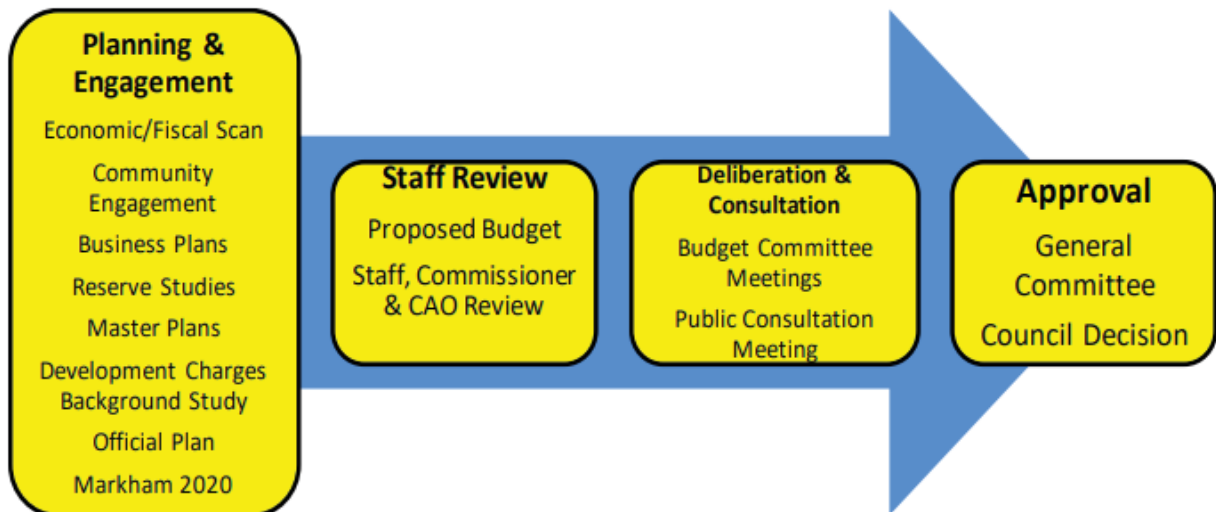 Planning &
Engagement
Economic/Fiscal Scan
Community
Engagement
Business Plans
Reserve Studies
Master Plans
Development Charges
Background Study
Official Plan
Markham 2020
Staff Review
Proposed Budget
Staff, Commissioner
& CAO Review
Deliberation &
Consultation
Budget Committee
Meetings
Public Consultation
Meeting
Approval
General
Committee
Council Decision